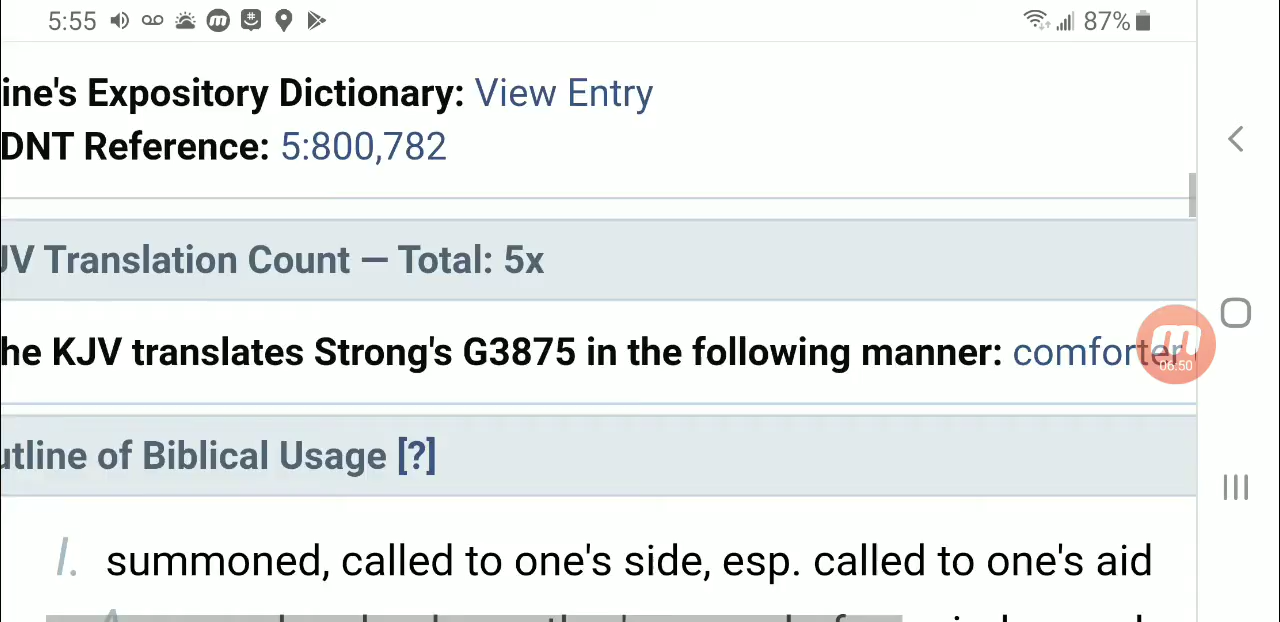 5:55 87%
ine's Expository Dictionary: View Entry
DNT Reference: 5:800,782
JV Translation Count — Total: 5x
he KJV translates Strong's G3875 in the following manner: comforter
06:50
utline of Biblical Usage [?]
I. summoned, called to one's side, esp. called to one's aid